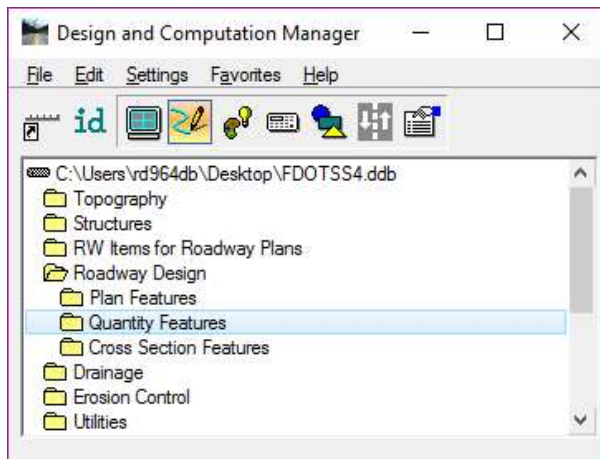 Design and Computation Manager
File Edit Settings Favorites Help
id
C:\Users\rd964db\Desktop\FDOTSS4.ddb
Topography
Structures
RW Items for Roadway Plans
Roadway Design
Plan Features
Quantity Features
Cross Section Features
Drainage
Erosion Control
Utilities